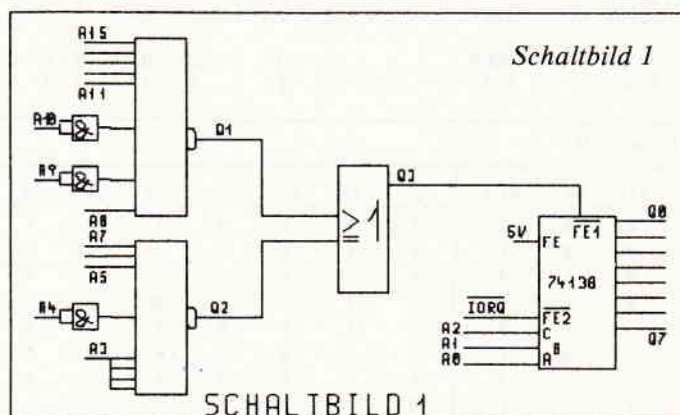 Schaltbild 1
A15
A11
A10
A9
A8
A7
A5
A4
A3
Q1
Q2
≥1
Q3
5V
FE
FE1
74138
IORQ
FE2
A2
C
A1
B
A0
A
Q0
Q7
SCHALTBILD 1